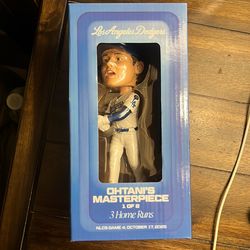 Los Angeles Dodgers
OHTANI'S
MASTERPIECE
1 OF 2
3 Home Runs
NLCS GAME 4, OCTOBER 17, 2025